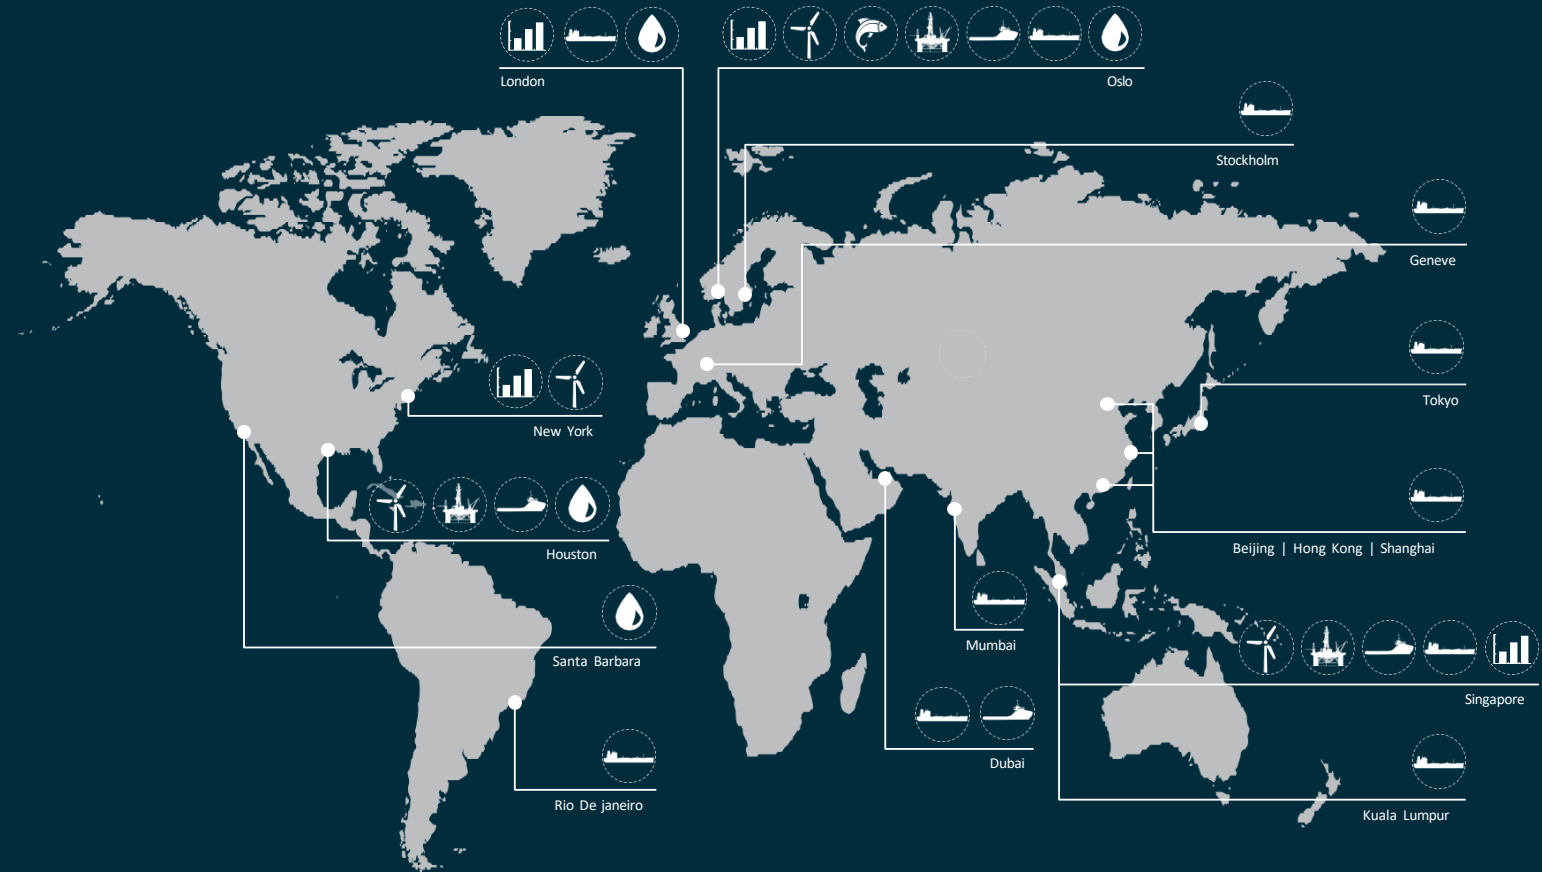 London
Oslo
Stockholm
Geneve
Tokyo
New York
Beijing | Hong Kong | Shanghai
Houston
Mumbai
Santa Barbara
Singapore
Dubai
Rio De janeiro
Kuala Lumpur